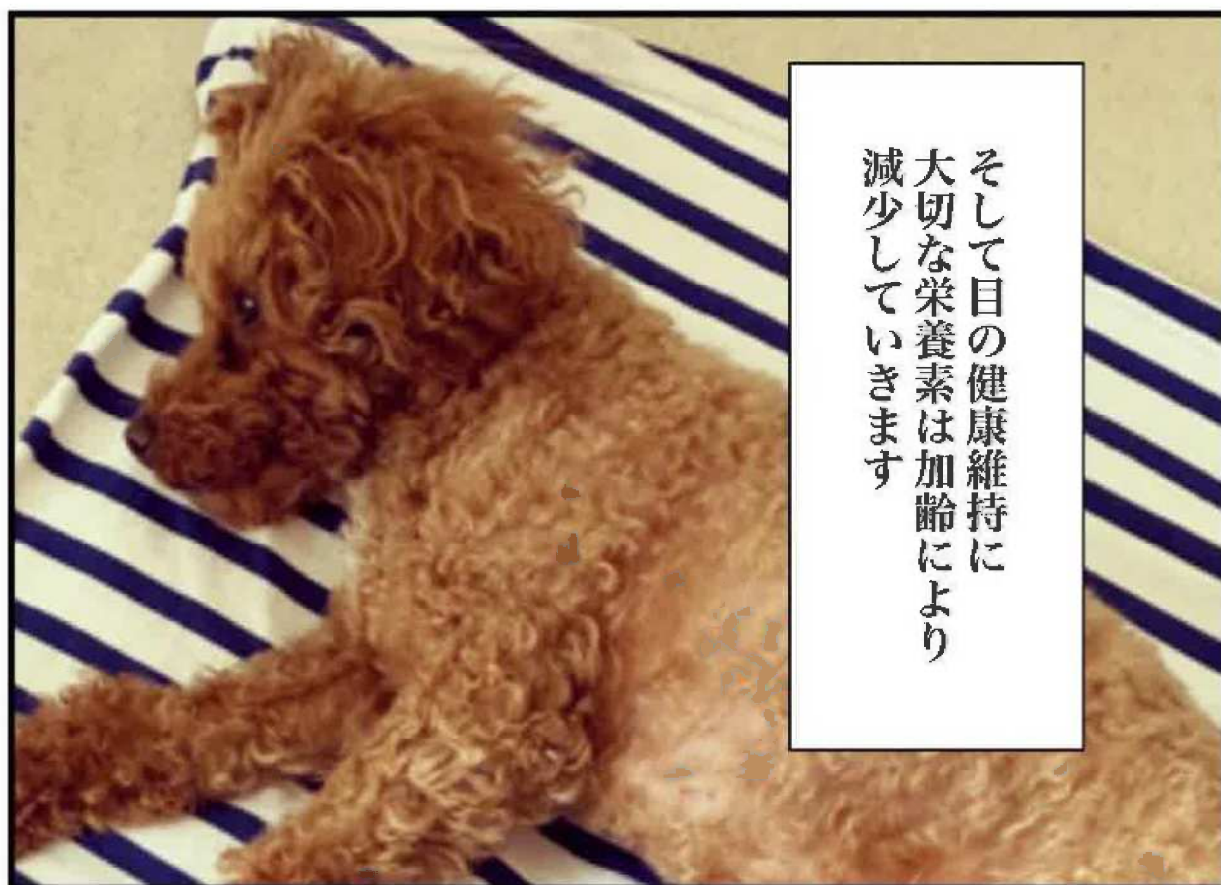 そして目の健康維持に
大切な栄養素は加齢により
減少していきます